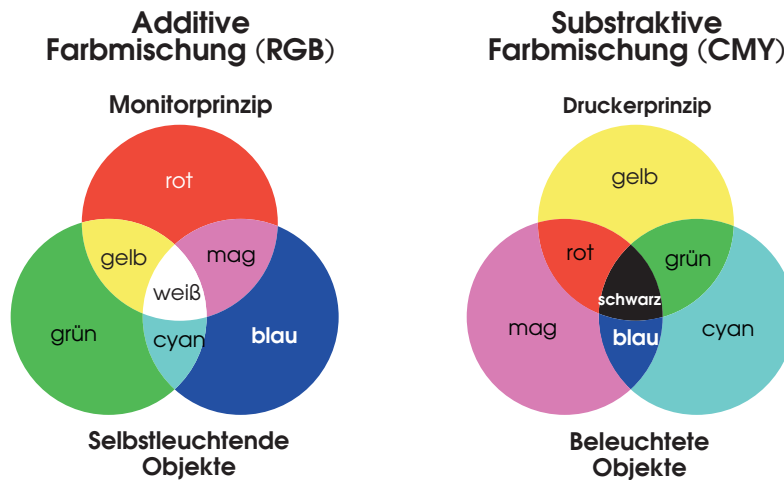 Additive
Farbmischung (RGB)
Monitorprinzip
rot
gelb
mag
weiß
grün
cyan
blau
Selbstleuchtende
Objekte
Substraktive
Farbmischung (CMY)
Druckerprinzip
gelb
rot
grün
schwarz
mag
blau
cyan
Beleuchtete
Objekte